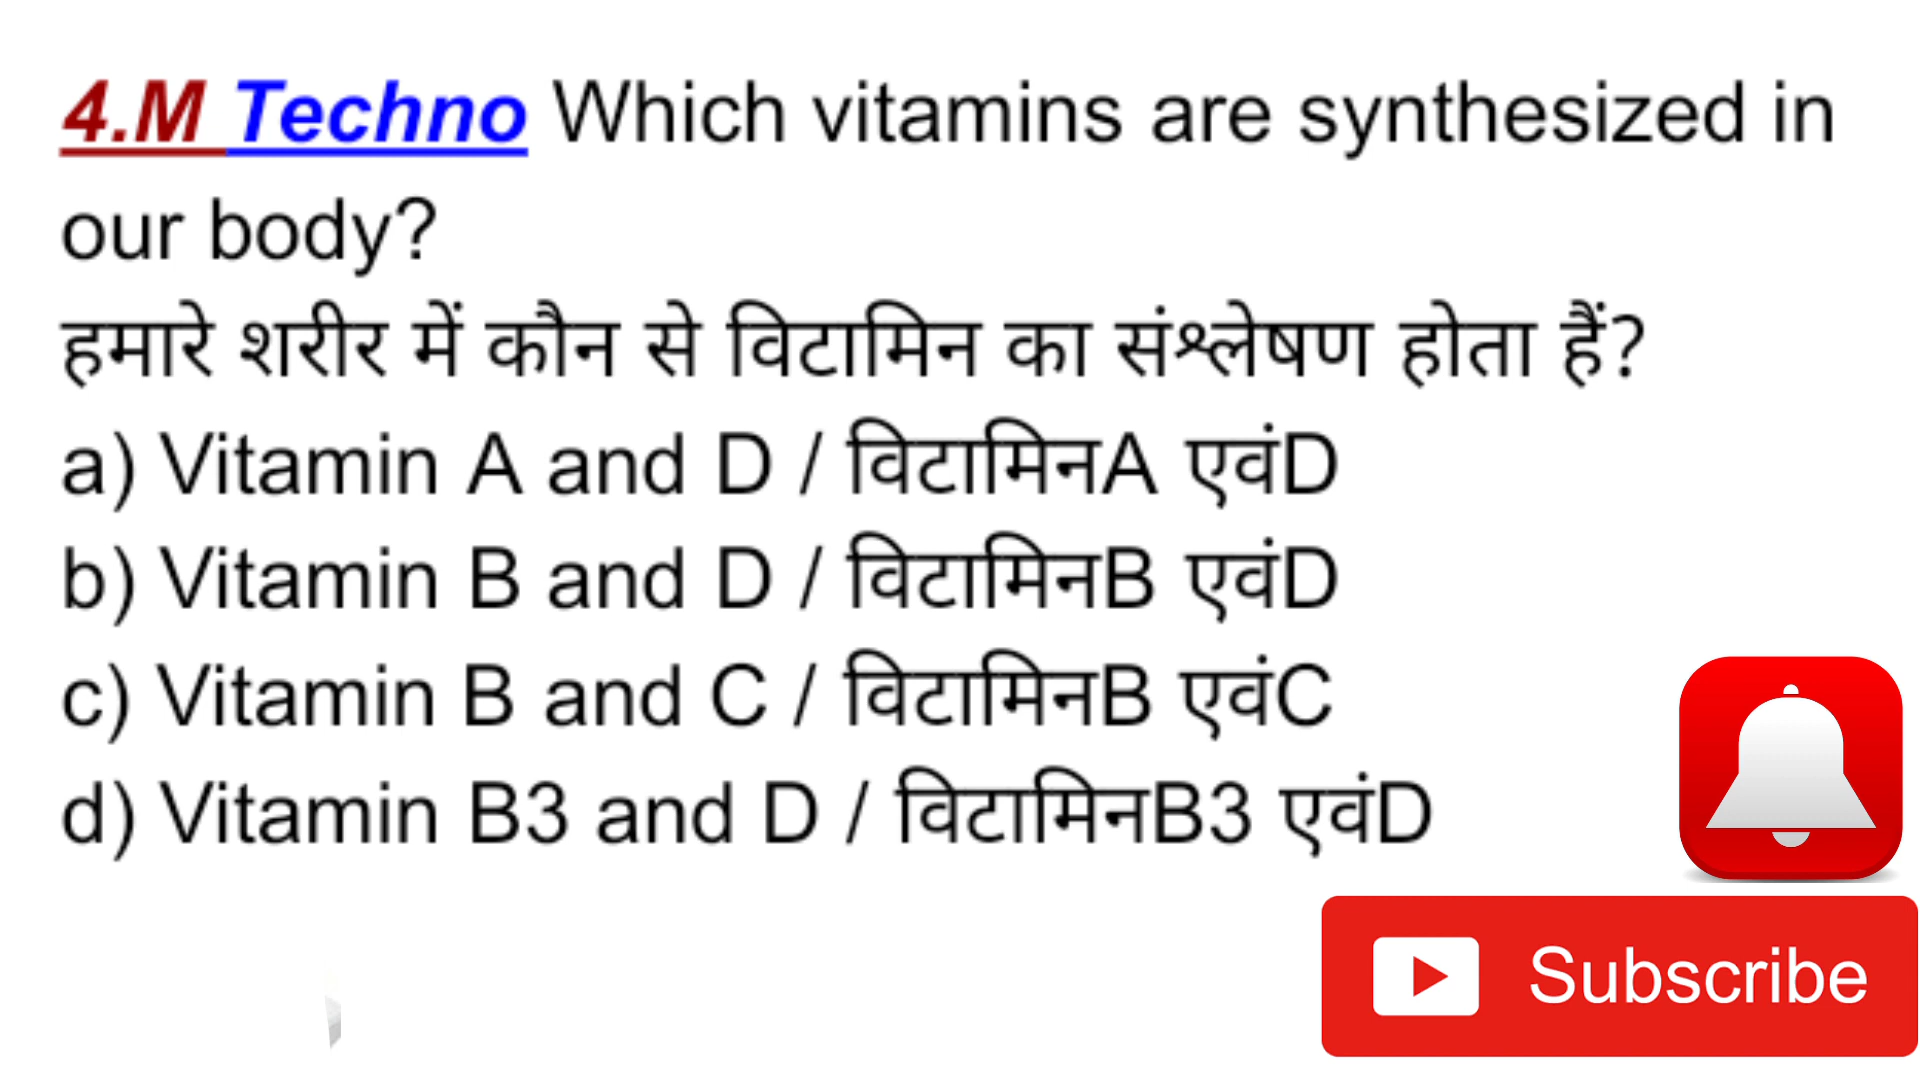 4.M Techno Which vitamins are synthesized in
our body?
हमारे शरीर में कौन से विटामिन का संश्लेषण होता हैं?
a) Vitamin A and D / विटामिनA एवंD
b) Vitamin B and D / विटामिनB एवंD
c) Vitamin B and C / विटामिनB एवंC
d) Vitamin B3 and D / विटामिनB3 एवंD
Subscribe